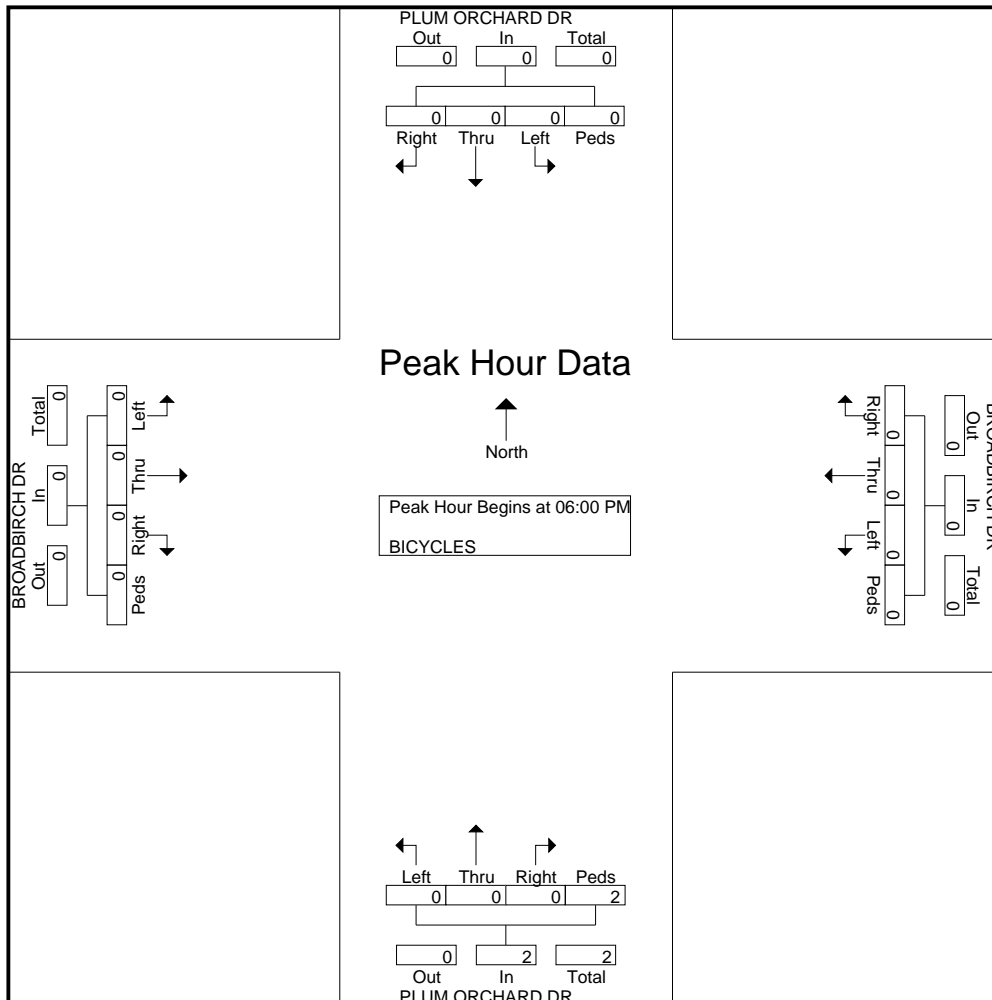 PLUM ORCHARD DR
Out In Total
0 0 0
0 0 0 0
Right Thru Left Peds
Peak Hour Data
North
Peak Hour Begins at 06:00 PM
BICYCLES
BROADBIRCH DR
Total In Out
0 0 0
0 0 0 0
Left Thru Right Peds
Right Thru Left Peds
0 0 0 0
Out In Total
0 0 0
BROADBIRCH DR
Left Thru Right Peds
0 0 0 2
0 2 2
Out In Total
PLUM ORCHARD DR